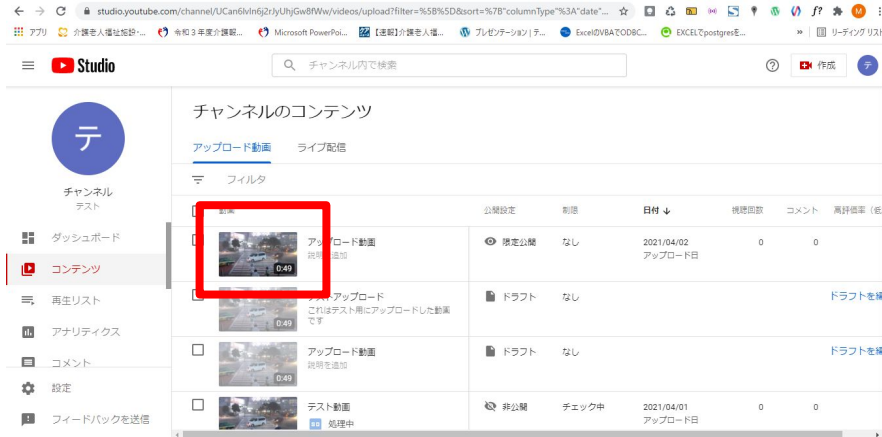 studio.youtube.com/channel/UCan6lvIn6j2rJyUhjGw8fWw/videos/upload?filter=%5B%5D&sort=%7B"columnType"%3A"date"...
アプリ 介護老人福祉施設-... 令和3年度介護報... Microsoft PowerPoi... 【速報】介護老人福... プレゼンテーション | テ... ExcelのVBAでODBC... EXCELでpostgresを... » リーディングリスト
Studio
チャンネル内で検索
作成
テ
テ
チャンネル
テスト
ダッシュボード
コンテンツ
再生リスト
アナリティクス
コメント
設定
フィードバックを送信
チャンネルのコンテンツ
アップロード動画 ライブ配信
フィルタ
動画 公開設定 制限 日付 ↓ 視聴回数 コメント 高評価率(低
アップロード動画 限定公開 なし 2021/04/02 0 0
説明を追加 アップロード日
0:49
テストアップロード ドラフト なし ドラフトを編
これはテスト用にアップロードした動画
です
0:49
アップロード動画 ドラフト なし ドラフトを編
説明を追加
0:49
テスト動画 非公開 チェック中 2021/04/01 0 0
処理中 アップロード日